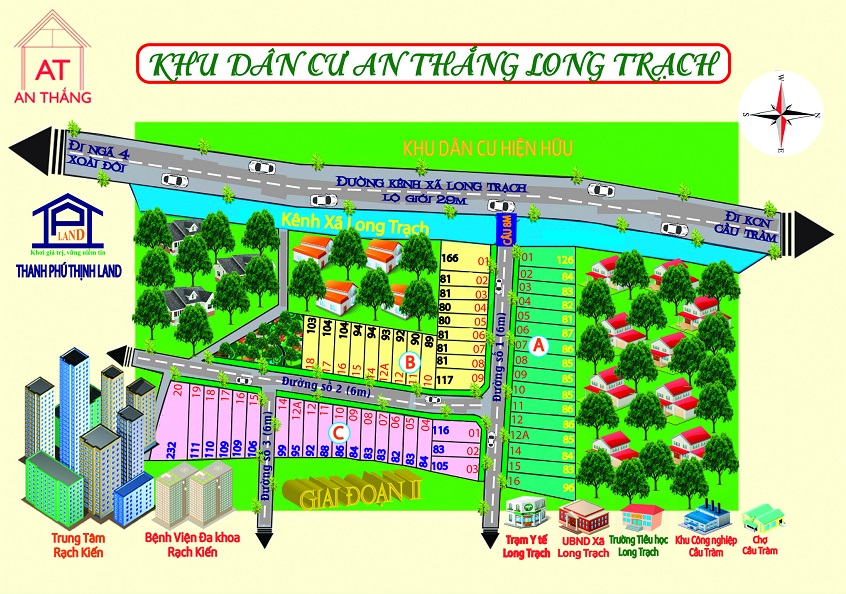 AT
AN THẮNG
KHU DÂN CƯ AN THẮNG LONG TRẠCH
W
S
N
E
KHU DÂN CƯ HIỆN HỮU
ĐI NGÃ 4
XOÀI ĐÔI
ĐƯỜNG KÊNH XÃ LONG TRẠCH
LỘ GIỚI 29M
ĐI KCN
CẦU TRÀM
Kênh Xã Long Trạch
CẦU 8M
LAND
Khơi giá trị, vững niềm tin
THANH PHÚ THỊNH LAND
166 01
81 02
81 03
80 04
80 05
81 06
81 07
81 08
117 09
01 126
02 84
03 84
04 82
05 81
06 87
07 86
08 86
09 85
10 85
11 85
12 86
12A 85
14 84
15 83
16 96
A
103 104 104 94 94 93 92 90 89
18 17 16 15 14 12A 12 11 10
B
Đường số 1 (6m)
Đường số 2 (6m)
Đường số 3 (6m)
20 19 18 17 16 15
232 111 110 109 109 106
14 12A 12 11 10 09 08 07 06 05 04
99 95 92 88 86 84 83 83 82 83 84
C
116 01
83 02
105 03
GIAI ĐOẠN II
Trung Tâm
Rạch Kiến
Bệnh Viện Đa khoa
Rạch Kiến
Trạm Y tế
Long Trạch
UBND Xã
Long Trạch
Trường Tiểu học
Long Trạch
Khu Công nghiệp
Cầu Tràm
Chợ
Cầu Tràm